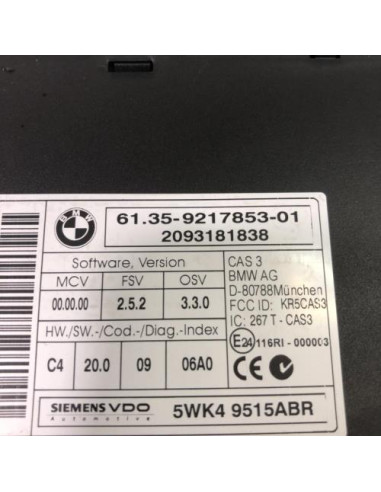 BMW
61.35-9217853-01
2093181838
Software, Version
MCV FSV OSV
00.00.00 2.5.2 3.3.0
HW./SW.-/Cod.-/Diag.-Index
C4 20.0 09 06A0
CAS 3
BMW AG
D-80788München
FCC ID: KR5CAS3
IC: 267 T - CAS3
E24 116RI - 000003
CE
SIEMENS VDO
Automotive
5WK4 9515ABR